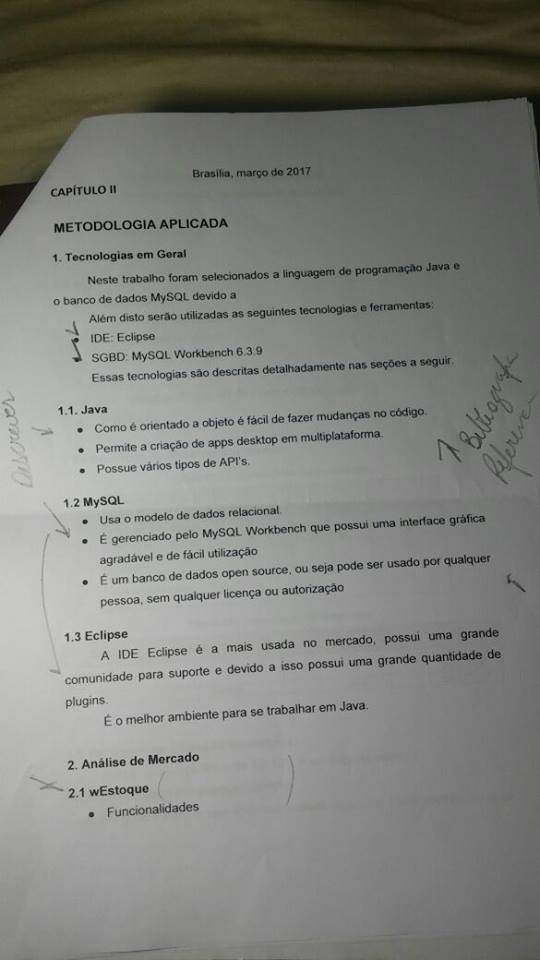 Brasília, março de 2017
CAPÍTULO II
METODOLOGIA APLICADA
1. Tecnologias em Geral
Neste trabalho foram selecionados a linguagem de programação Java e
o banco de dados MySQL devido a
Além disto serão utilizadas as seguintes tecnologias e ferramentas:
IDE: Eclipse
SGBD: MySQL Workbench 6.3.9
Essas tecnologias são descritas detalhadamente nas seções a seguir.
Descrever
1.1. Java
• Como é orientado a objeto é fácil de fazer mudanças no código.
• Permite a criação de apps desktop em multiplataforma.
• Possue vários tipos de API's.
Bibliografia
1.2 MySQL
• Usa o modelo de dados relacional.
• É gerenciado pelo MySQL Workbench que possui uma interface gráfica
agradável e de fácil utilização
• É um banco de dados open source, ou seja pode ser usado por qualquer
pessoa, sem qualquer licença ou autorização
1.3 Eclipse
A IDE Eclipse é a mais usada no mercado, possui uma grande
comunidade para suporte e devido a isso possui uma grande quantidade de
plugins.
É o melhor ambiente para se trabalhar em Java.
2. Análise de Mercado
2.1 wEstoque
• Funcionalidades